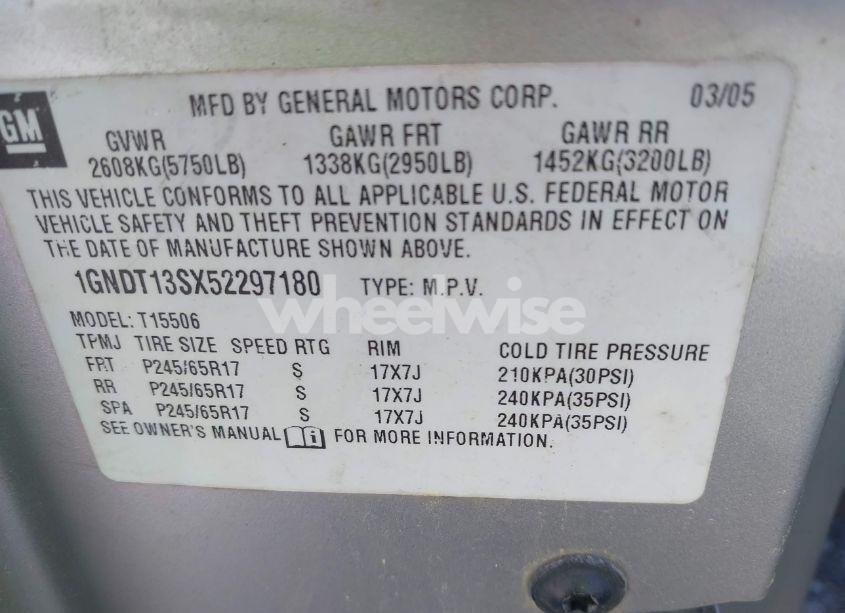 GM
MFD BY GENERAL MOTORS CORP. 03/05
GVWR GAWR FRT GAWR RR
2608KG(5750LB) 1338KG(2950LB) 1452KG(3200LB)
THIS VEHICLE CONFORMS TO ALL APPLICABLE U.S. FEDERAL MOTOR
VEHICLE SAFETY AND THEFT PREVENTION STANDARDS IN EFFECT ON
THE DATE OF MANUFACTURE SHOWN ABOVE.
1GNDT13SX52297180 TYPE: M.P.V.
wheelwise
MODEL: T15506
TPMJ TIRE SIZE SPEED RTG RIM COLD TIRE PRESSURE
FRT P245/65R17 S 17X7J 210KPA(30PSI)
RR P245/65R17 S 17X7J 240KPA(35PSI)
SPA P245/65R17 S 17X7J 240KPA(35PSI)
SEE OWNER'S MANUAL FOR MORE INFORMATION.